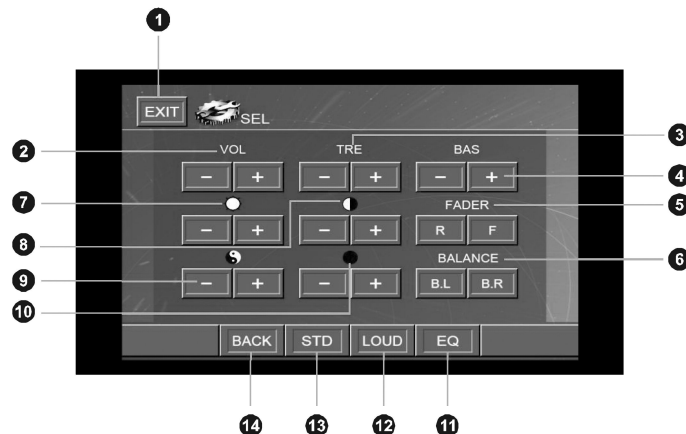 1
EXIT SEL
2 VOL TRE BAS 3
− + − + − + 4
7 FADER 5
8 − + − + R F
BALANCE 6
9 − + − + B.L B.R
10
BACK STD LOUD EQ
14 13 12 11